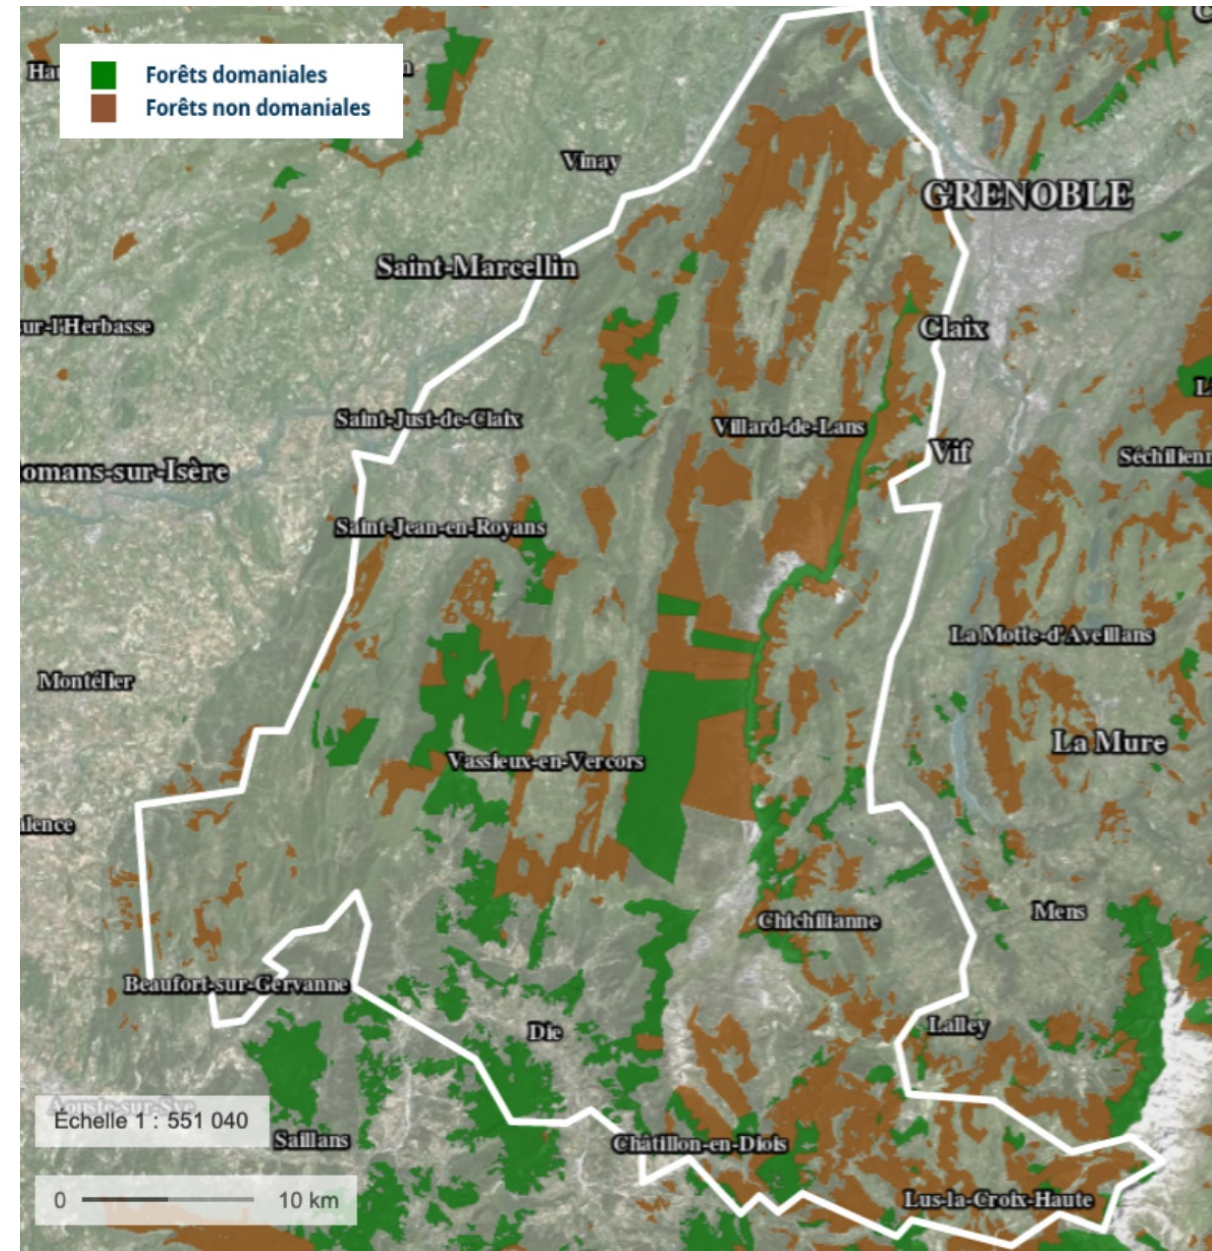 Forêts domaniales
Forêts non domaniales
Vinay
GRENOBLE
Saint-Marcellin
sur-l'Herbasse
Claix
Saint-Just-de-Claix
Villard-de-Lans
Vif
omans-sur-Isère
Séchilienn
Saint-Jean-en-Royans
La Motte-d'Aveillans
Montélier
La Mure
Vassieux-en-Vercors
alence
Mens
Chichilianne
Beaufort-sur-Gervanne
Die
Lalley
Échelle 1 : 551 040
Saillans
Châtillon-en-Diois
0 10 km
Lus-la-Croix-Haute